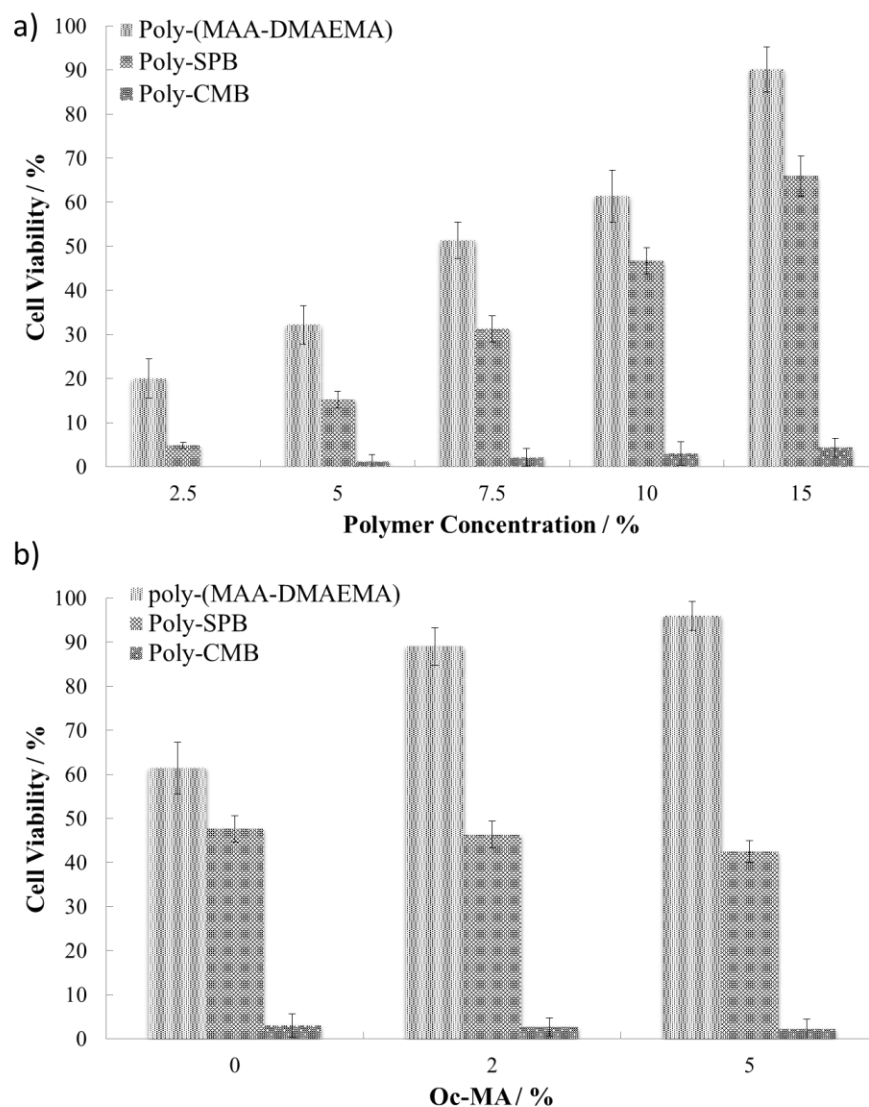 a)
Poly-(MAA-DMAEMA)
Poly-SPB
Poly-CMB
Cell Viability / %
100
90
80
70
60
50
40
30
20
10
0
2.5 5 7.5 10 15
Polymer Concentration / %
b)
poly-(MAA-DMAEMA)
Poly-SPB
Poly-CMB
Cell Viability / %
100
90
80
70
60
50
40
30
20
10
0
0 2 5
Oc-MA / %